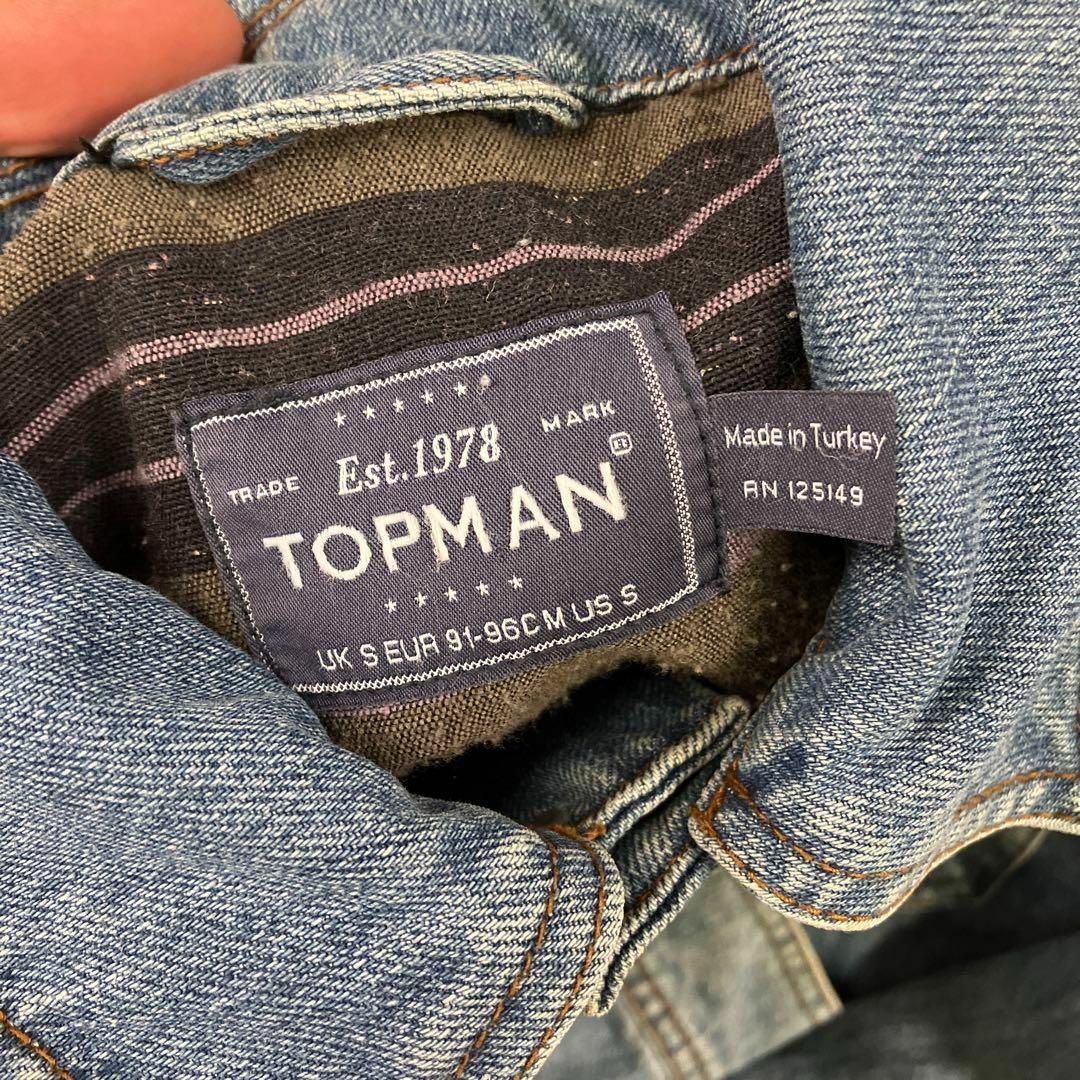 ★★★★★★
TRADE Est.1978 MARK
TOPMAN
★★★★★
UK S EUR 91-96CM US S
Made in Turkey
RN 125149